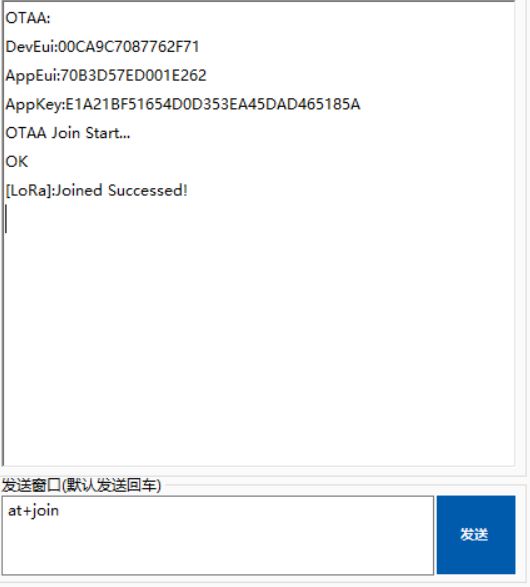 OTAA:
DevEui:00CA9C7087762F71
AppEui:70B3D57ED001E262
AppKey:E1A21BF51654D0D353EA45DAD465185A
OTAA Join Start...
OK
[LoRa]:Joined Successed!
发送窗口(默认发送回车)
at+join
发送